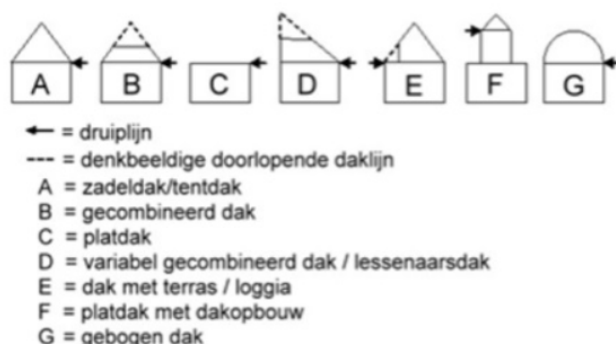 A B C D E F G
= druiplijn
= denkbeeldige doorlopende daklijn
A = zadeldak/tentdak
B = gecombineerd dak
C = platdak
D = variabel gecombineerd dak / lessenaarsdak
E = dak met terras / loggia
F = platdak met dakopbouw
G = gebogen dak